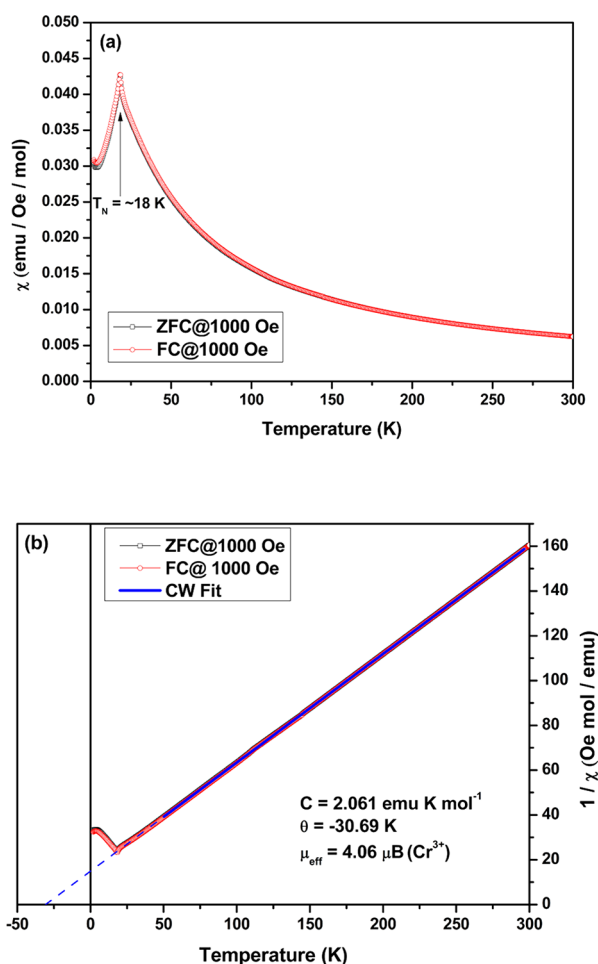 (a)
0.050
0.045
0.040
0.035
0.030
0.025
0.020
0.015
0.010
0.005
0.000
χ (emu / Oe / mol)
T_N = ~18 K
ZFC@1000 Oe
FC@1000 Oe
0 50 100 150 200 250 300
Temperature (K)
(b)
ZFC@1000 Oe
FC@ 1000 Oe
CW Fit
160
140
120
100
80
60
40
20
0
1 / χ (Oe mol / emu)
C = 2.061 emu K mol⁻¹
θ = -30.69 K
μ_eff = 4.06 μB (Cr³⁺)
-50 0 50 100 150 200 250 300
Temperature (K)